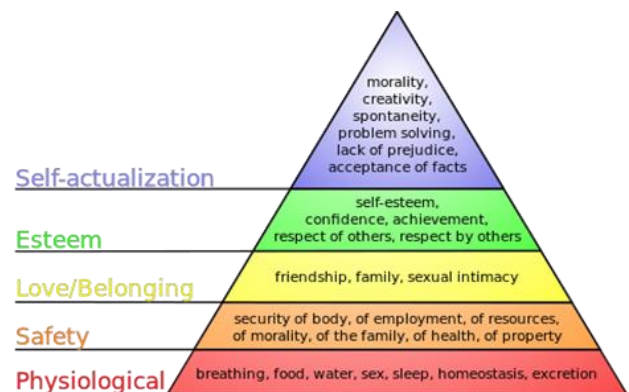 morality,
creativity,
spontaneity,
problem solving,
lack of prejudice,
acceptance of facts
Self-actualization
self-esteem,
confidence, achievement,
respect of others, respect by others
Esteem
friendship, family, sexual intimacy
Love/Belonging
security of body, of employment, of resources,
of morality, of the family, of health, of property
Safety
breathing, food, water, sex, sleep, homeostasis, excretion
Physiological